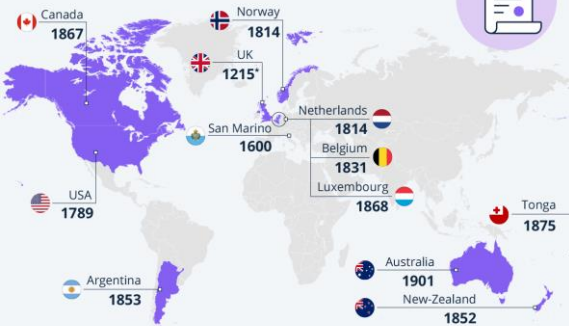 Canada
1867
Norway
1814
UK
1215*
Netherlands
1814
San Marino
1600
Belgium
1831
Luxembourg
1868
USA
1789
Tonga
1875
Argentina
1853
Australia
1901
New-Zealand
1852